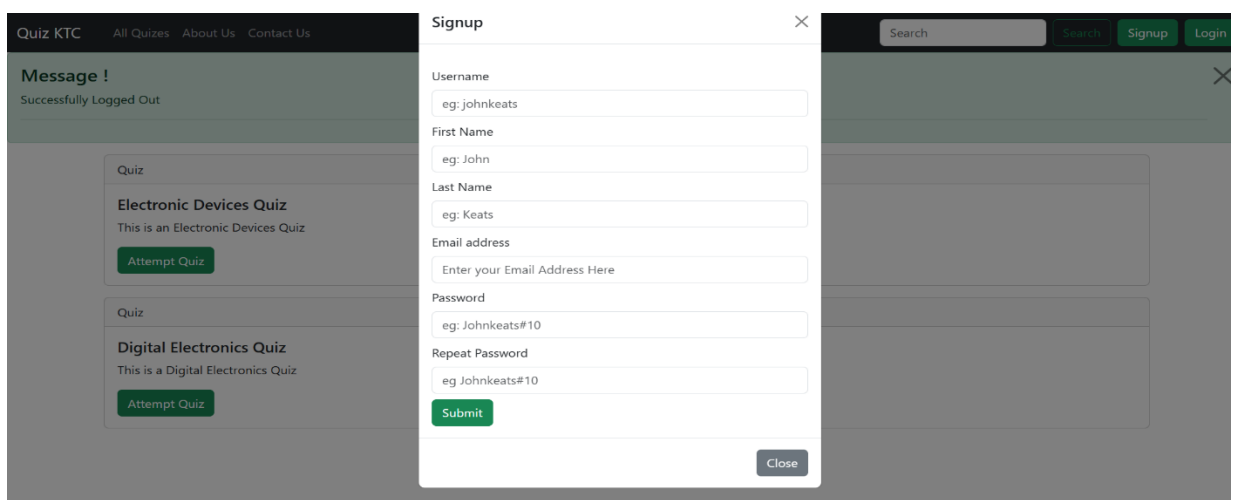 Quiz KTC All Quizes About Us Contact Us
Search Search Signup Login
Message !
Successfully Logged Out
Quiz
Electronic Devices Quiz
This is an Electronic Devices Quiz
Attempt Quiz
Quiz
Digital Electronics Quiz
This is a Digital Electronics Quiz
Attempt Quiz
Signup
Username
eg: johnkeats
First Name
eg: John
Last Name
eg: Keats
Email address
Enter your Email Address Here
Password
eg: Johnkeats#10
Repeat Password
eg Johnkeats#10
Submit
Close